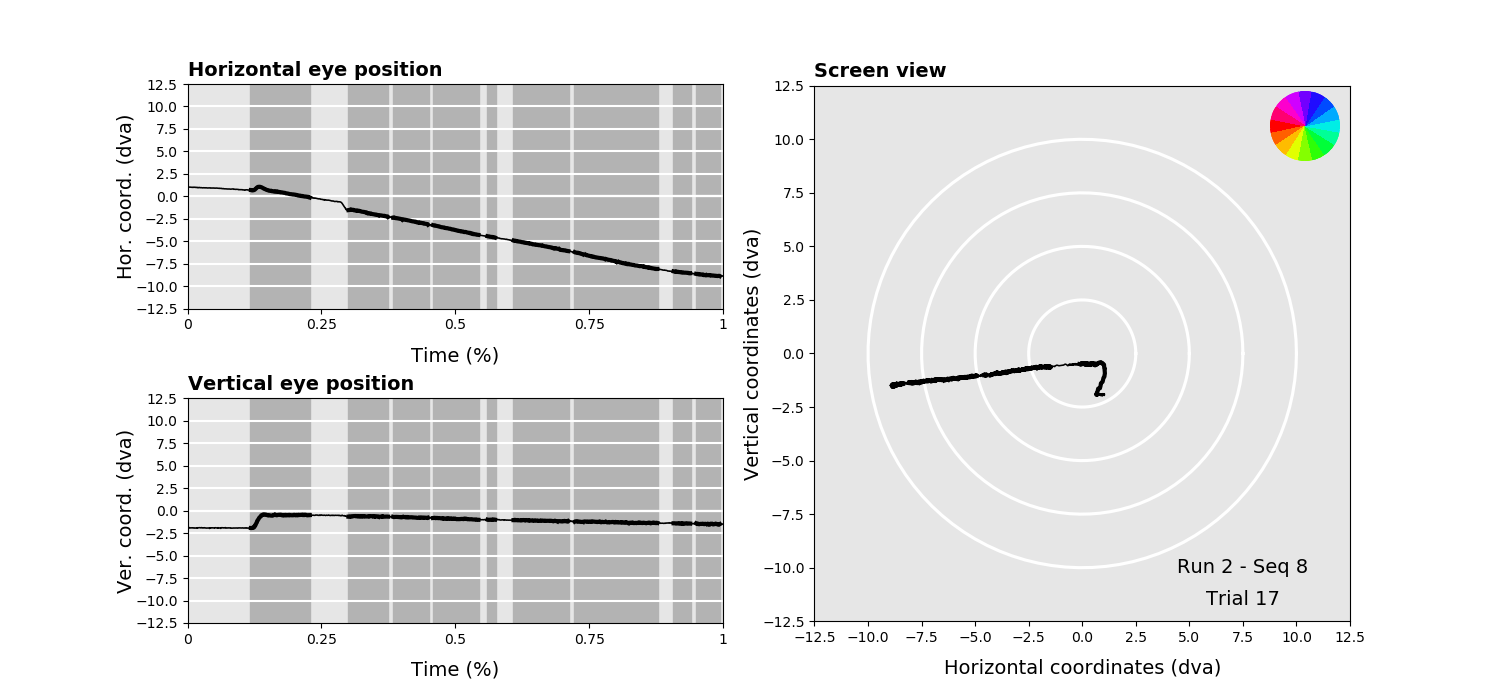 Horizontal eye position
12.5
10.0
7.5
5.0
2.5
0.0
−2.5
−5.0
−7.5
−10.0
−12.5
Hor. coord. (dva)
0 0.25 0.5 0.75 1
Time (%)
Vertical eye position
12.5
10.0
7.5
5.0
2.5
0.0
−2.5
−5.0
−7.5
−10.0
−12.5
Ver. coord. (dva)
0 0.25 0.5 0.75 1
Time (%)
Screen view
12.5
10.0
7.5
5.0
2.5
0.0
−2.5
−5.0
−7.5
−10.0
−12.5
Vertical coordinates (dva)
Run 2 - Seq 8
Trial 17
−12.5 −10.0 −7.5 −5.0 −2.5 0.0 2.5 5.0 7.5 10.0 12.5
Horizontal coordinates (dva)